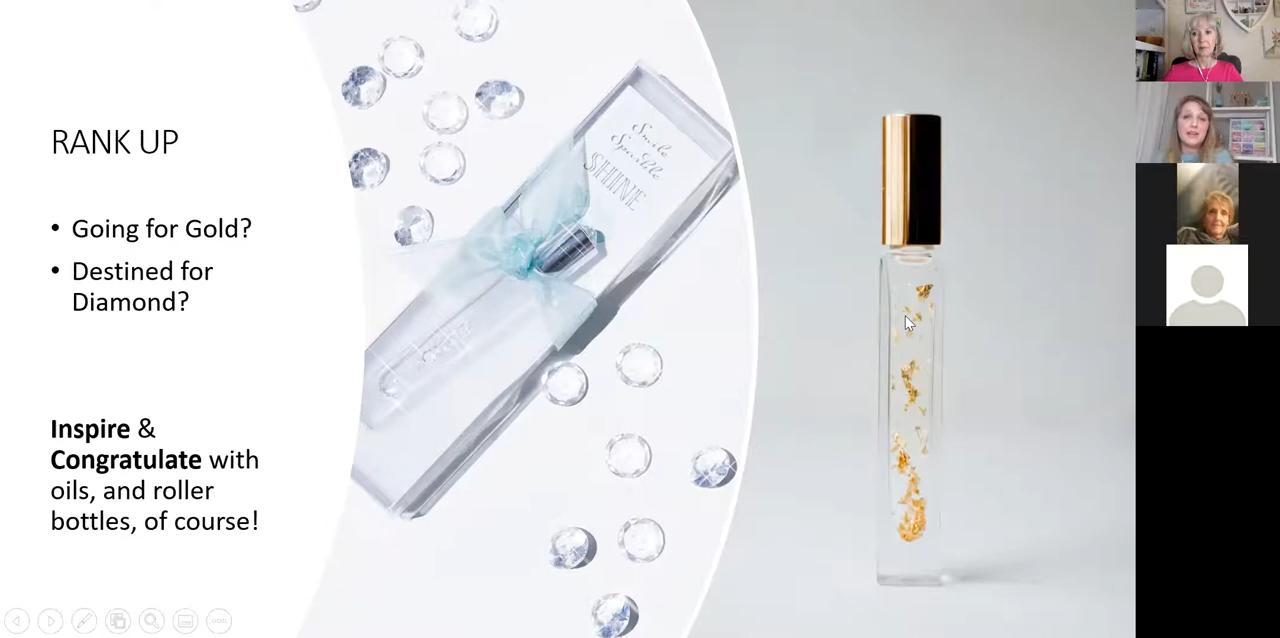 RANK UP
• Going for Gold?
• Destined for
Diamond?
Inspire &
Congratulate with
oils, and roller
bottles, of course!
Smile
Sparkle
SHINE